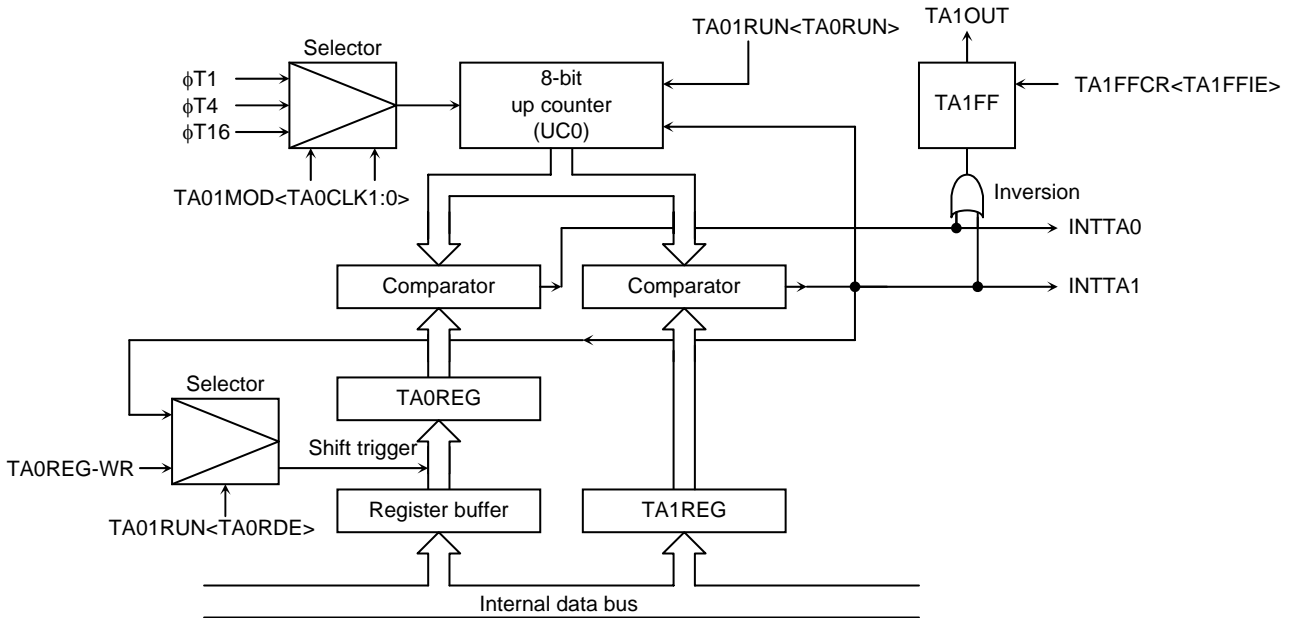 TA1OUT
TA01RUN<TA0RUN>
Selector
ϕT1
ϕT4
ϕT16
8-bit
up counter
(UC0)
TA1FF
TA1FFCR<TA1FFIE>
TA01MOD<TA0CLK1:0>
Inversion
INTTA0
Comparator
Comparator
INTTA1
Selector
TA0REG
Shift trigger
TA0REG-WR
Register buffer
TA1REG
TA01RUN<TA0RDE>
Internal data bus